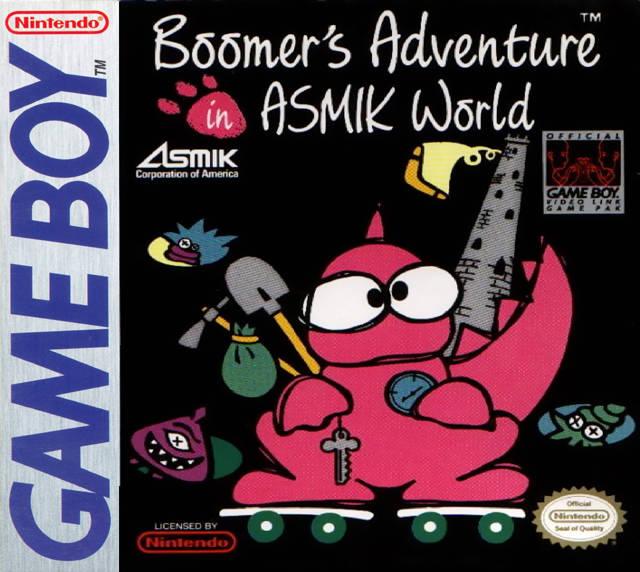 Nintendo
GAME BOY
TM
Boomer's Adventure
TM
in ASMIK World
ASMIK
Corporation of America
OFFICIAL
GAME BOY
VIDEO LINK
GAME PAK
LICENSED BY
Nintendo
Official
Nintendo
Seal of Quality